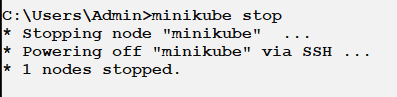 C:\Users\Admin>minikube stop
* Stopping node "minikube"  ...
* Powering off "minikube" via SSH ...
* 1 nodes stopped.